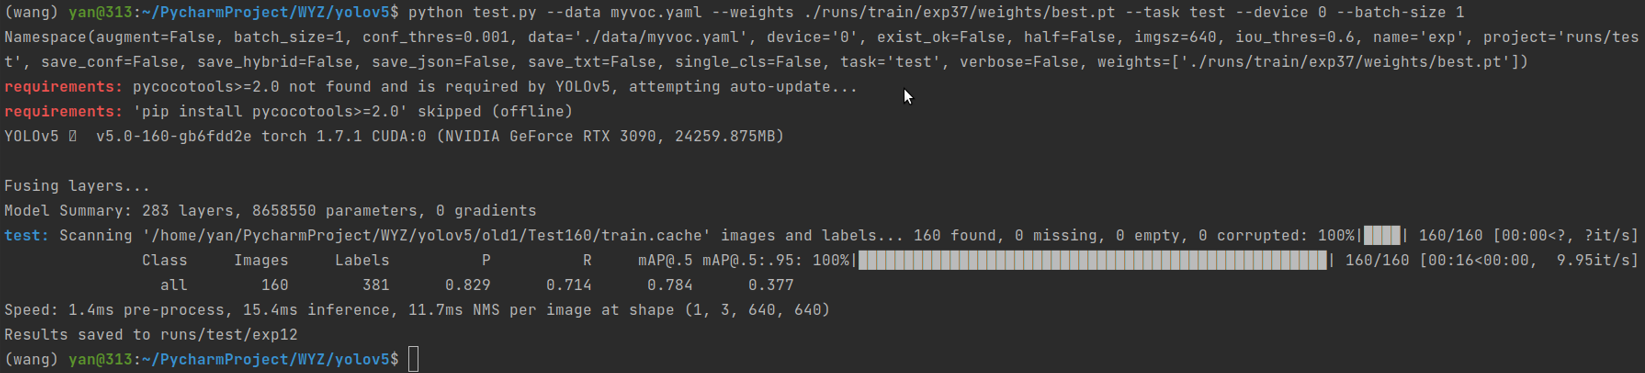 (wang) yan@313:~/PycharmProject/WYZ/yolov5$ python test.py --data myvoc.yaml --weights ./runs/train/exp37/weights/best.pt --task test --device 0 --batch-size 1
Namespace(augment=False, batch_size=1, conf_thres=0.001, data='./data/myvoc.yaml', device='0', exist_ok=False, half=False, imgsz=640, iou_thres=0.6, name='exp', project='runs/tes
t', save_conf=False, save_hybrid=False, save_json=False, save_txt=False, single_cls=False, task='test', verbose=False, weights=['./runs/train/exp37/weights/best.pt'])
requirements: pycocotools>=2.0 not found and is required by YOLOv5, attempting auto-update...
requirements: 'pip install pycocotools>=2.0' skipped (offline)
YOLOv5 v5.0-160-gb6fdd2e torch 1.7.1 CUDA:0 (NVIDIA GeForce RTX 3090, 24259.875MB)
Fusing layers...
Model Summary: 283 layers, 8658550 parameters, 0 gradients
test: Scanning '/home/yan/PycharmProject/WYZ/yolov5/old1/Test160/train.cache' images and labels... 160 found, 0 missing, 0 empty, 0 corrupted: 100%|████| 160/160 [00:00<?, ?it/s]
Class Images Labels P R mAP@.5 mAP@.5:.95: 100%|██████████| 160/160 [00:16<00:00, 9.95it/s]
all 160 381 0.829 0.714 0.784 0.377
Speed: 1.4ms pre-process, 15.4ms inference, 11.7ms NMS per image at shape (1, 3, 640, 640)
Results saved to runs/test/exp12
(wang) yan@313:~/PycharmProject/WYZ/yolov5$